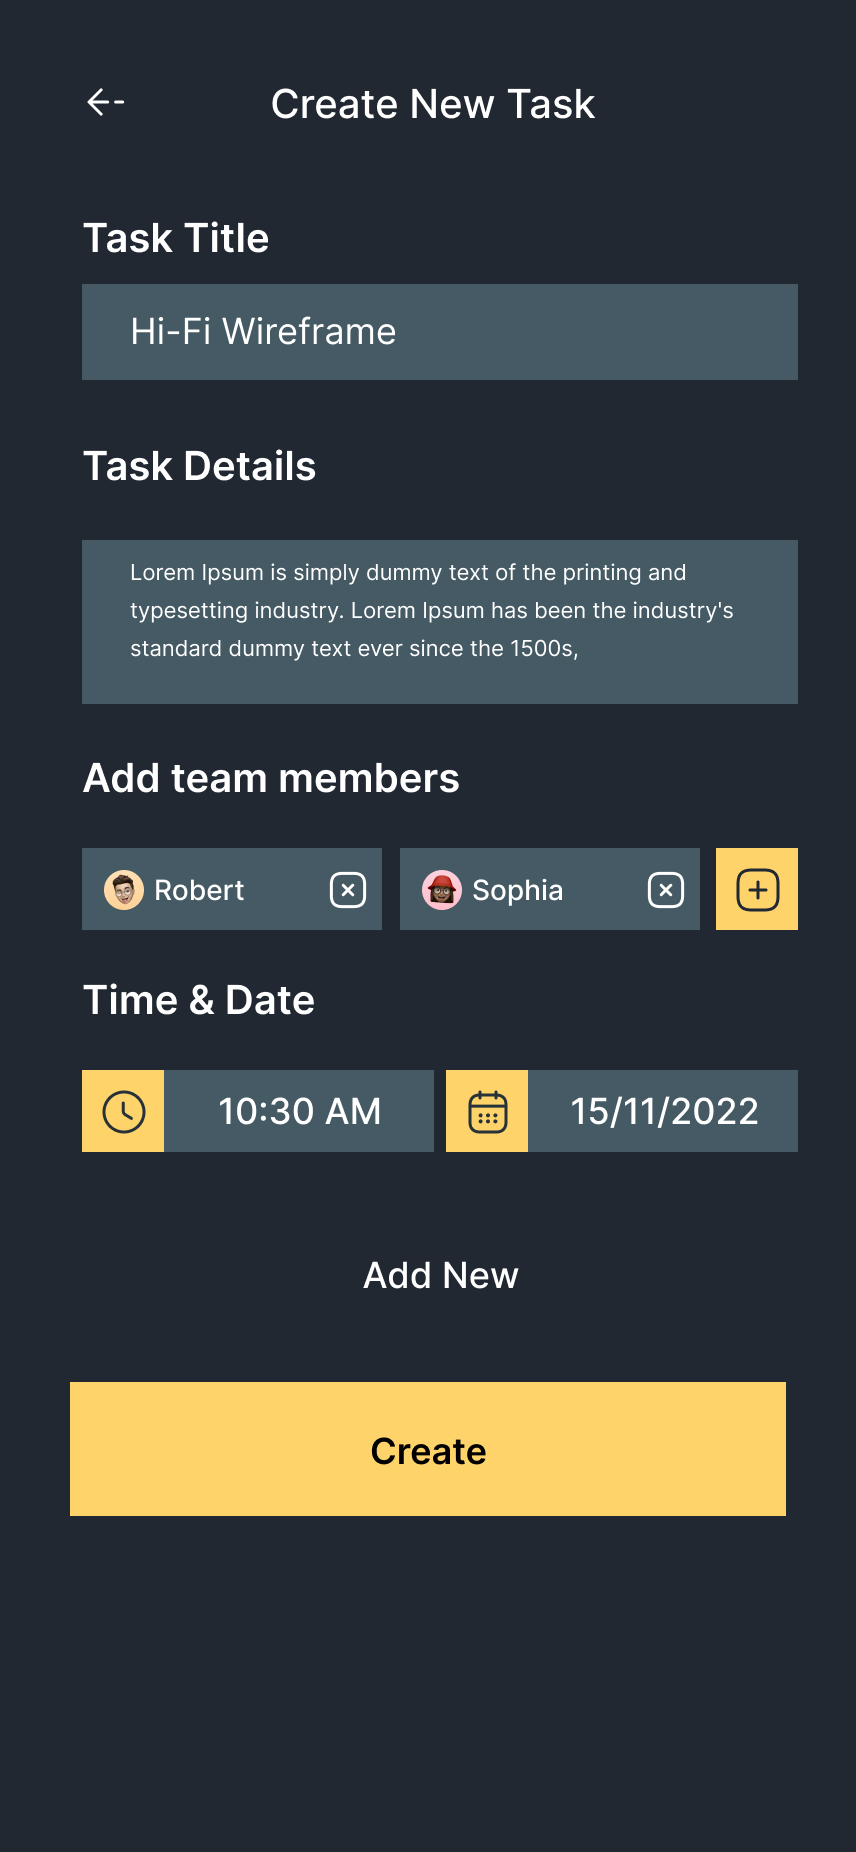 Create New Task
Task Title
Hi-Fi Wireframe
Task Details
Lorem Ipsum is simply dummy text of the printing and
typesetting industry. Lorem Ipsum has been the industry's
standard dummy text ever since the 1500s,
Add team members
Robert
Sophia
Time & Date
10:30 AM
15/11/2022
Add New
Create